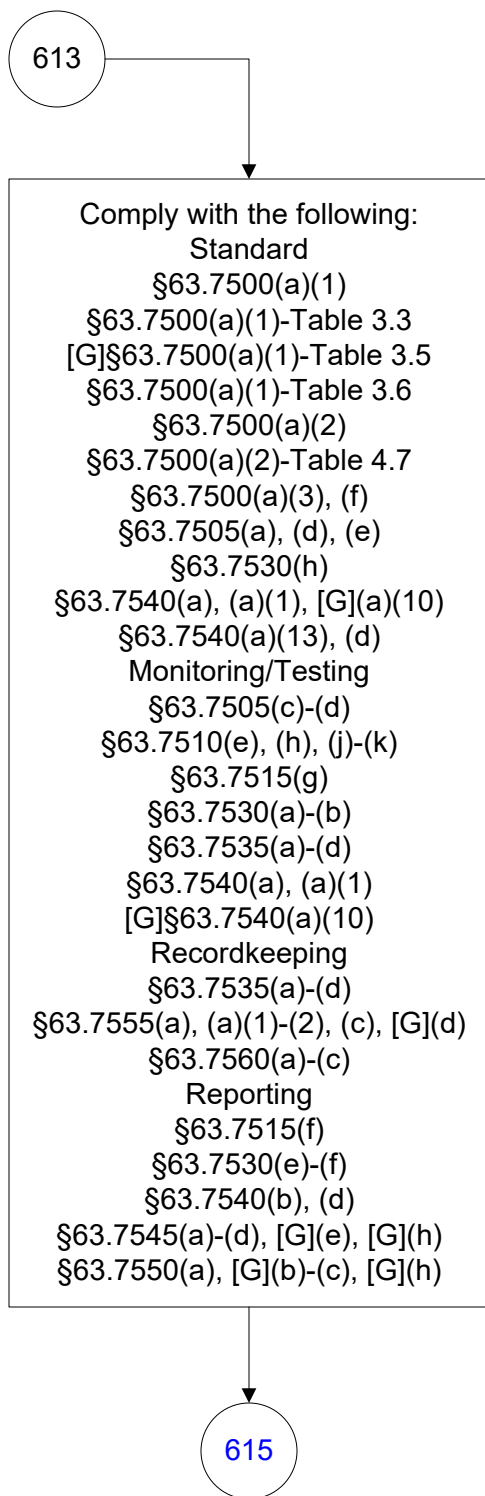 613
Comply with the following:
Standard
§63.7500(a)(1)
§63.7500(a)(1)-Table 3.3
[G]§63.7500(a)(1)-Table 3.5
§63.7500(a)(1)-Table 3.6
§63.7500(a)(2)
§63.7500(a)(2)-Table 4.7
§63.7500(a)(3), (f)
§63.7505(a), (d), (e)
§63.7530(h)
§63.7540(a), (a)(1), [G](a)(10)
§63.7540(a)(13), (d)
Monitoring/Testing
§63.7505(c)-(d)
§63.7510(e), (h), (j)-(k)
§63.7515(g)
§63.7530(a)-(b)
§63.7535(a)-(d)
§63.7540(a), (a)(1)
[G]§63.7540(a)(10)
Recordkeeping
§63.7535(a)-(d)
§63.7555(a), (a)(1)-(2), (c), [G](d)
§63.7560(a)-(c)
Reporting
§63.7515(f)
§63.7530(e)-(f)
§63.7540(b), (d)
§63.7545(a)-(d), [G](e), [G](h)
§63.7550(a), [G](b)-(c), [G](h)
615